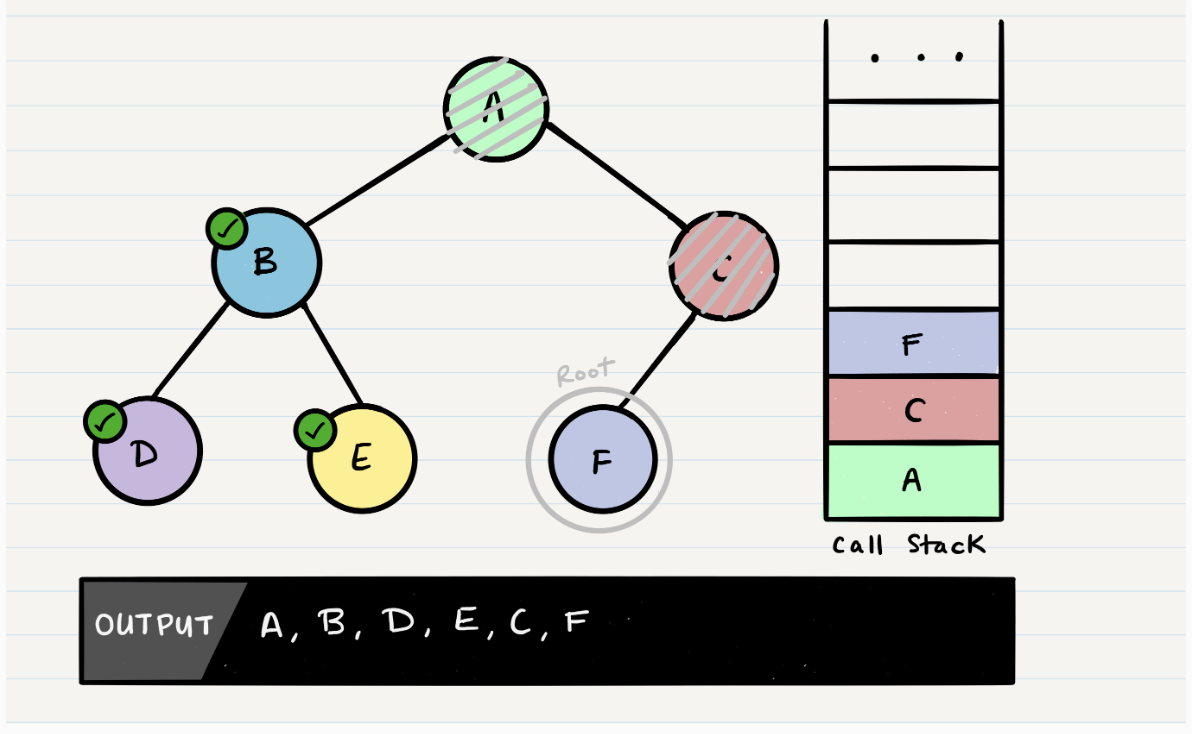 A
B
C
D
E
Root
F
. . .
F
C
A
Call Stack
OUTPUT A, B, D, E, C, F